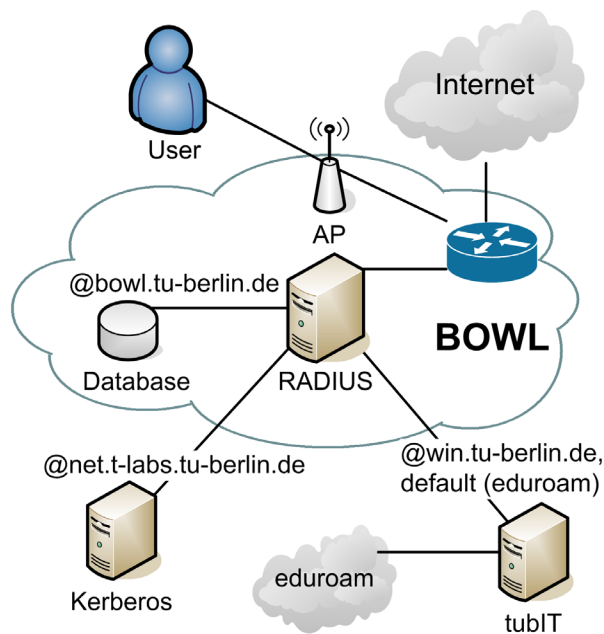 Internet
User
AP
@bowl.tu-berlin.de
BOWL
Database
RADIUS
@net.t-labs.tu-berlin.de
@win.tu-berlin.de,
default (eduroam)
eduroam
Kerberos
tubIT